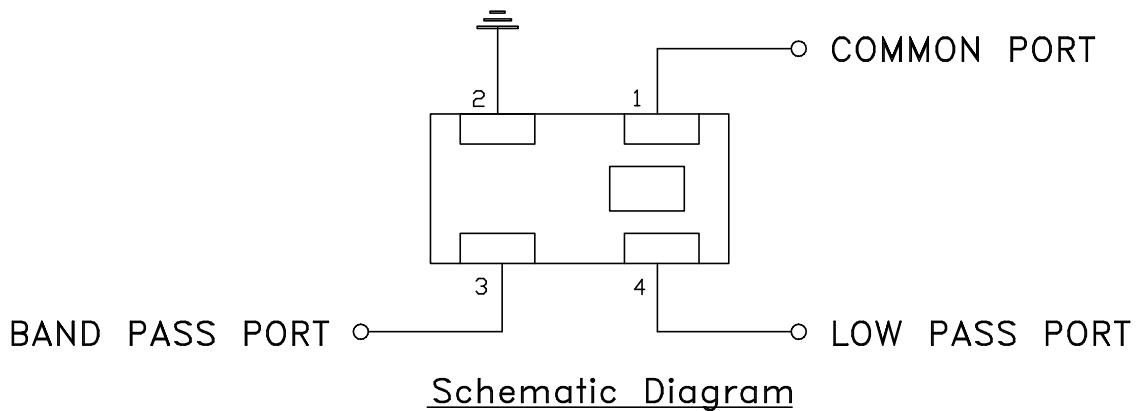 COMMON PORT
2
1
3
4
BAND PASS PORT
LOW PASS PORT
Schematic Diagram